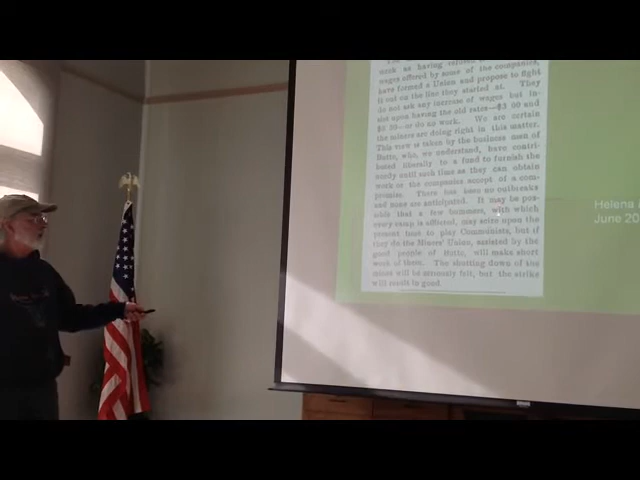 work as having refused
wages offered by some of the companies,
have formed a Union and propose to fight
it out on the line they started at. They
do not ask any increase of wages but in-
sist upon having the old rates—$3 00 and
or do no work. We are certain
the miners are doing right in this matter.
This view is taken by the business men of
Butte, who, we understand, have contri-
buted liberally to a fund to furnish the
needy until such time as they can obtain
work or the companies accept of a com-
promise. There has been no outbreaks
and none are anticipated. It may be pos-
sible that a few bummers, with which
every camp is afflicted, may seize upon the
present time to play Communists, but if
they do the Miners' Union, assisted by the
good people of Butte, will make short
work of them. The shutting down of the
mines will be seriously felt, but the strike
will result in good.
Helena
June 20